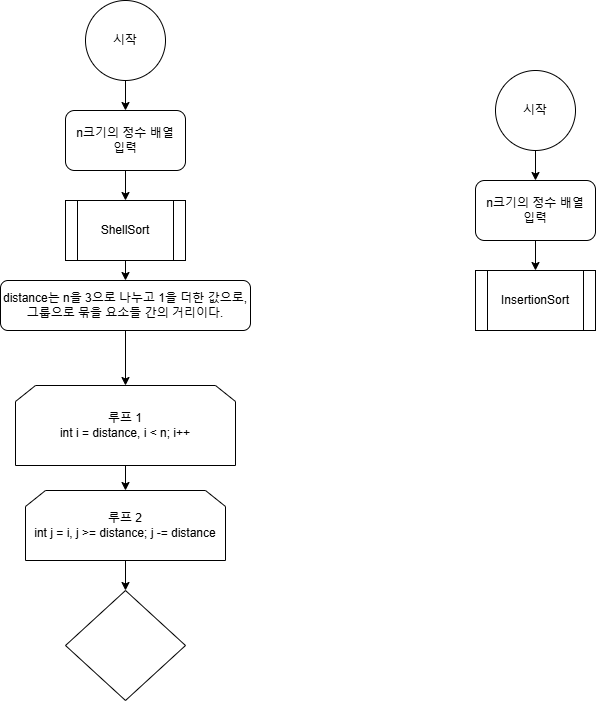 시작
n크기의 정수 배열
입력
ShellSort
distance는 n을 3으로 나누고 1을 더한 값으로,
그룹으로 묶을 요소들 간의 거리이다.
루프 1
int i = distance, i < n; i++
루프 2
int j = i, j >= distance; j -= distance
시작
n크기의 정수 배열
입력
InsertionSort